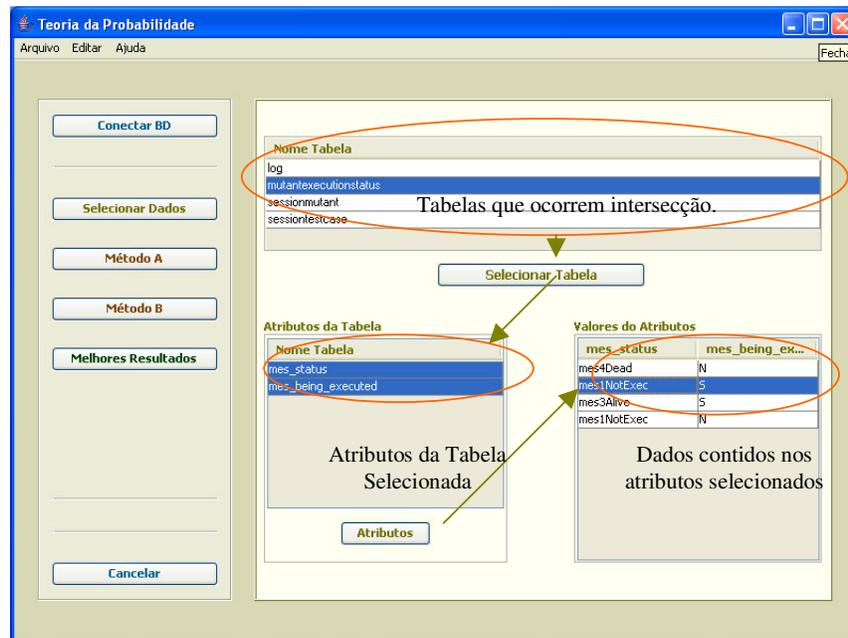 Teoria da Probabilidade
Arquivo Editar Ajuda
Fecha
Conectar BD
Selecionar Dados
Método A
Método B
Melhores Resultados
Cancelar
Nome Tabela
log
mutantexecutionstatus
sessionmutant
sessiontestcase
Tabelas que ocorrem intersecção.
Selecionar Tabela
Atributos da Tabela
Nome Tabela
mes_status
mes_being_executed
Atributos da Tabela
Selecionada
Atributos
Valores do Atributos
mes_status mes_being_ex...
mes4Dead N
mes1NotExec S
mes3Alive S
mes1NotExec N
Dados contidos nos
atributos selecionados